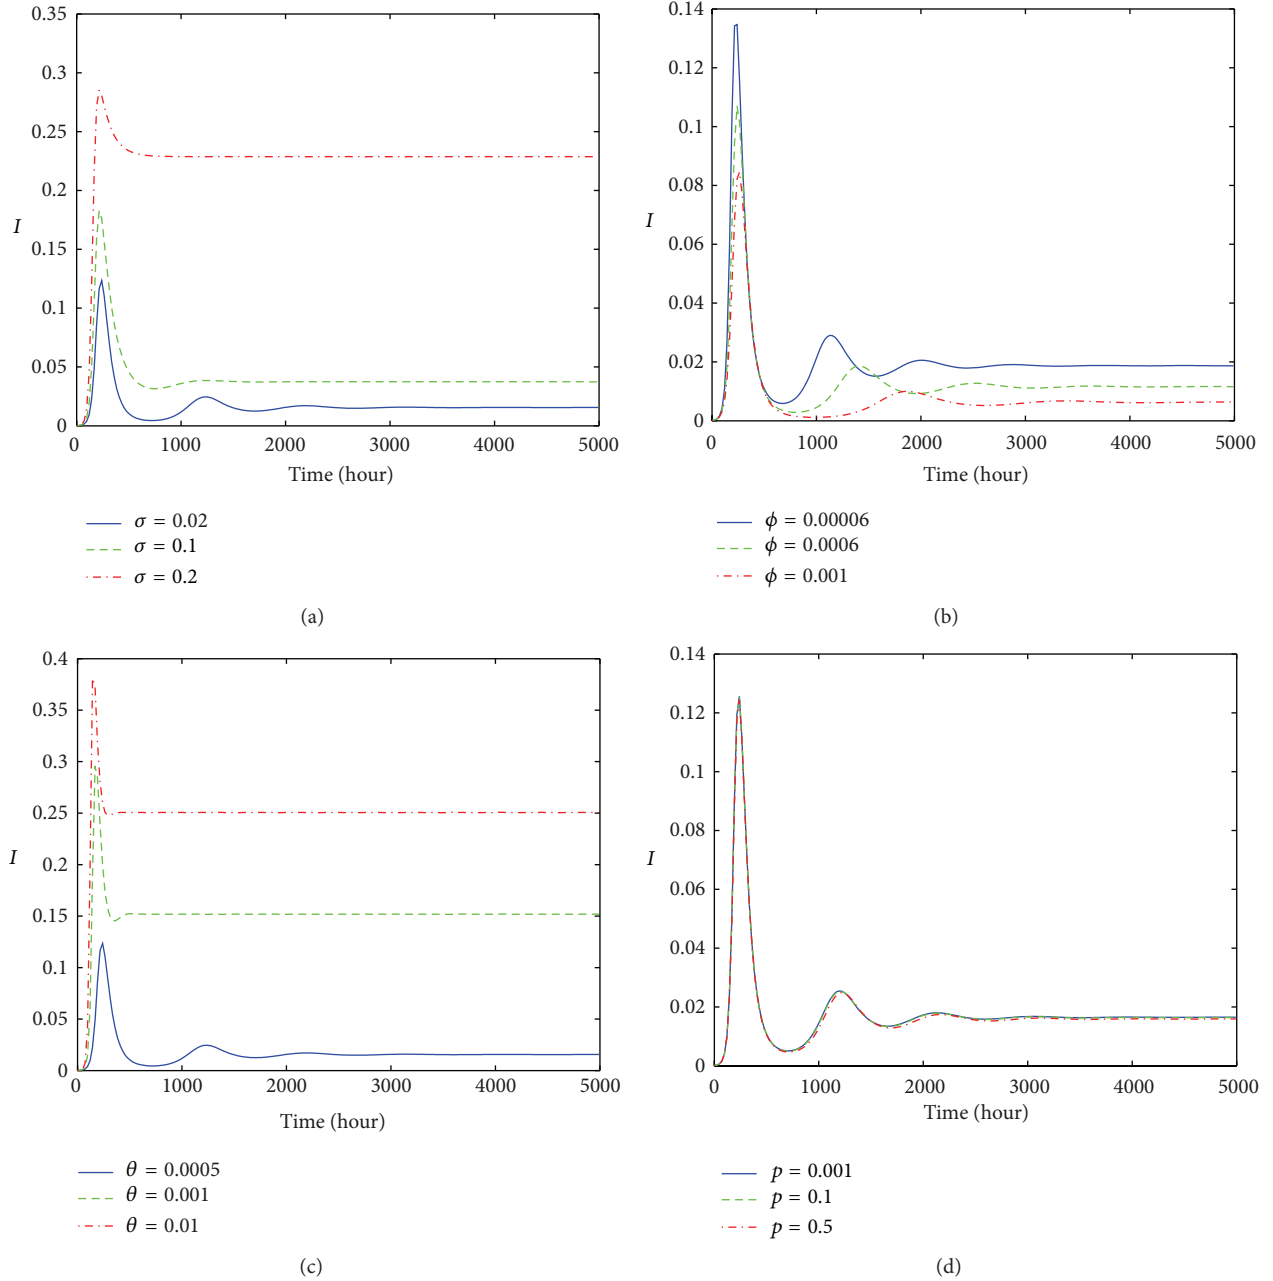 0.35
0.3
0.25
0.2
0.15
0.1
0.05
0
I
0
1000
2000
3000
4000
5000
Time (hour)
σ = 0.02
σ = 0.1
σ = 0.2
(a)
0.14
0.12
0.1
0.08
0.06
0.04
0.02
0
I
0
1000
2000
3000
4000
5000
Time (hour)
ϕ = 0.00006
ϕ = 0.0006
ϕ = 0.001
(b)
0.4
0.35
0.3
0.25
0.2
0.15
0.1
0.05
0
I
0
1000
2000
3000
4000
5000
Time (hour)
θ = 0.0005
θ = 0.001
θ = 0.01
(c)
0.14
0.12
0.1
0.08
0.06
0.04
0.02
0
I
0
1000
2000
3000
4000
5000
Time (hour)
p = 0.001
p = 0.1
p = 0.5
(d)